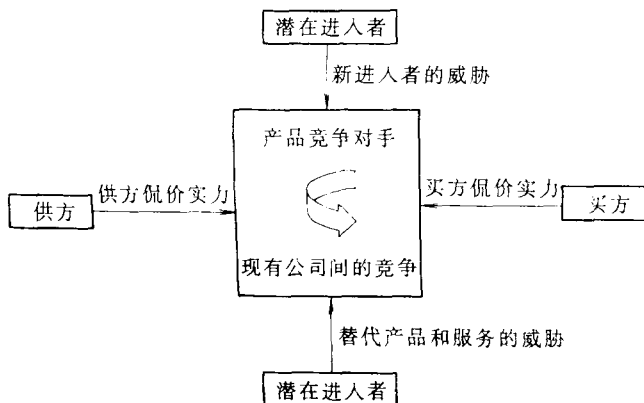 潜在进入者
新进入者的威胁
产品竞争对手
供方侃价实力
买方侃价实力
供方
买方
现有公司间的竞争
替代产品和服务的威胁
潜在进入者